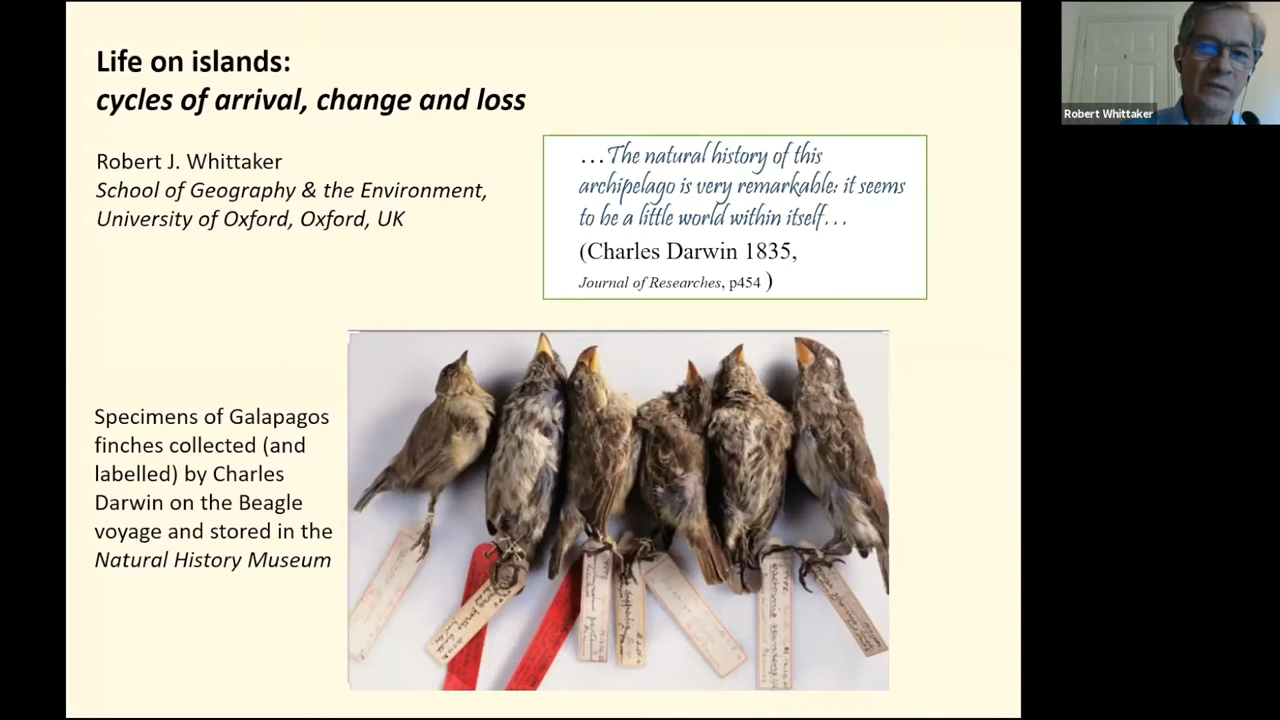 Life on islands:
cycles of arrival, change and loss
Robert J. Whittaker
School of Geography & the Environment,
University of Oxford, Oxford, UK
…The natural history of this
archipelago is very remarkable: it seems
to be a little world within itself…
(Charles Darwin 1835,
Journal of Researches, p454 )
Specimens of Galapagos
finches collected (and
labelled) by Charles
Darwin on the Beagle
voyage and stored in the
Natural History Museum
Robert Whittaker